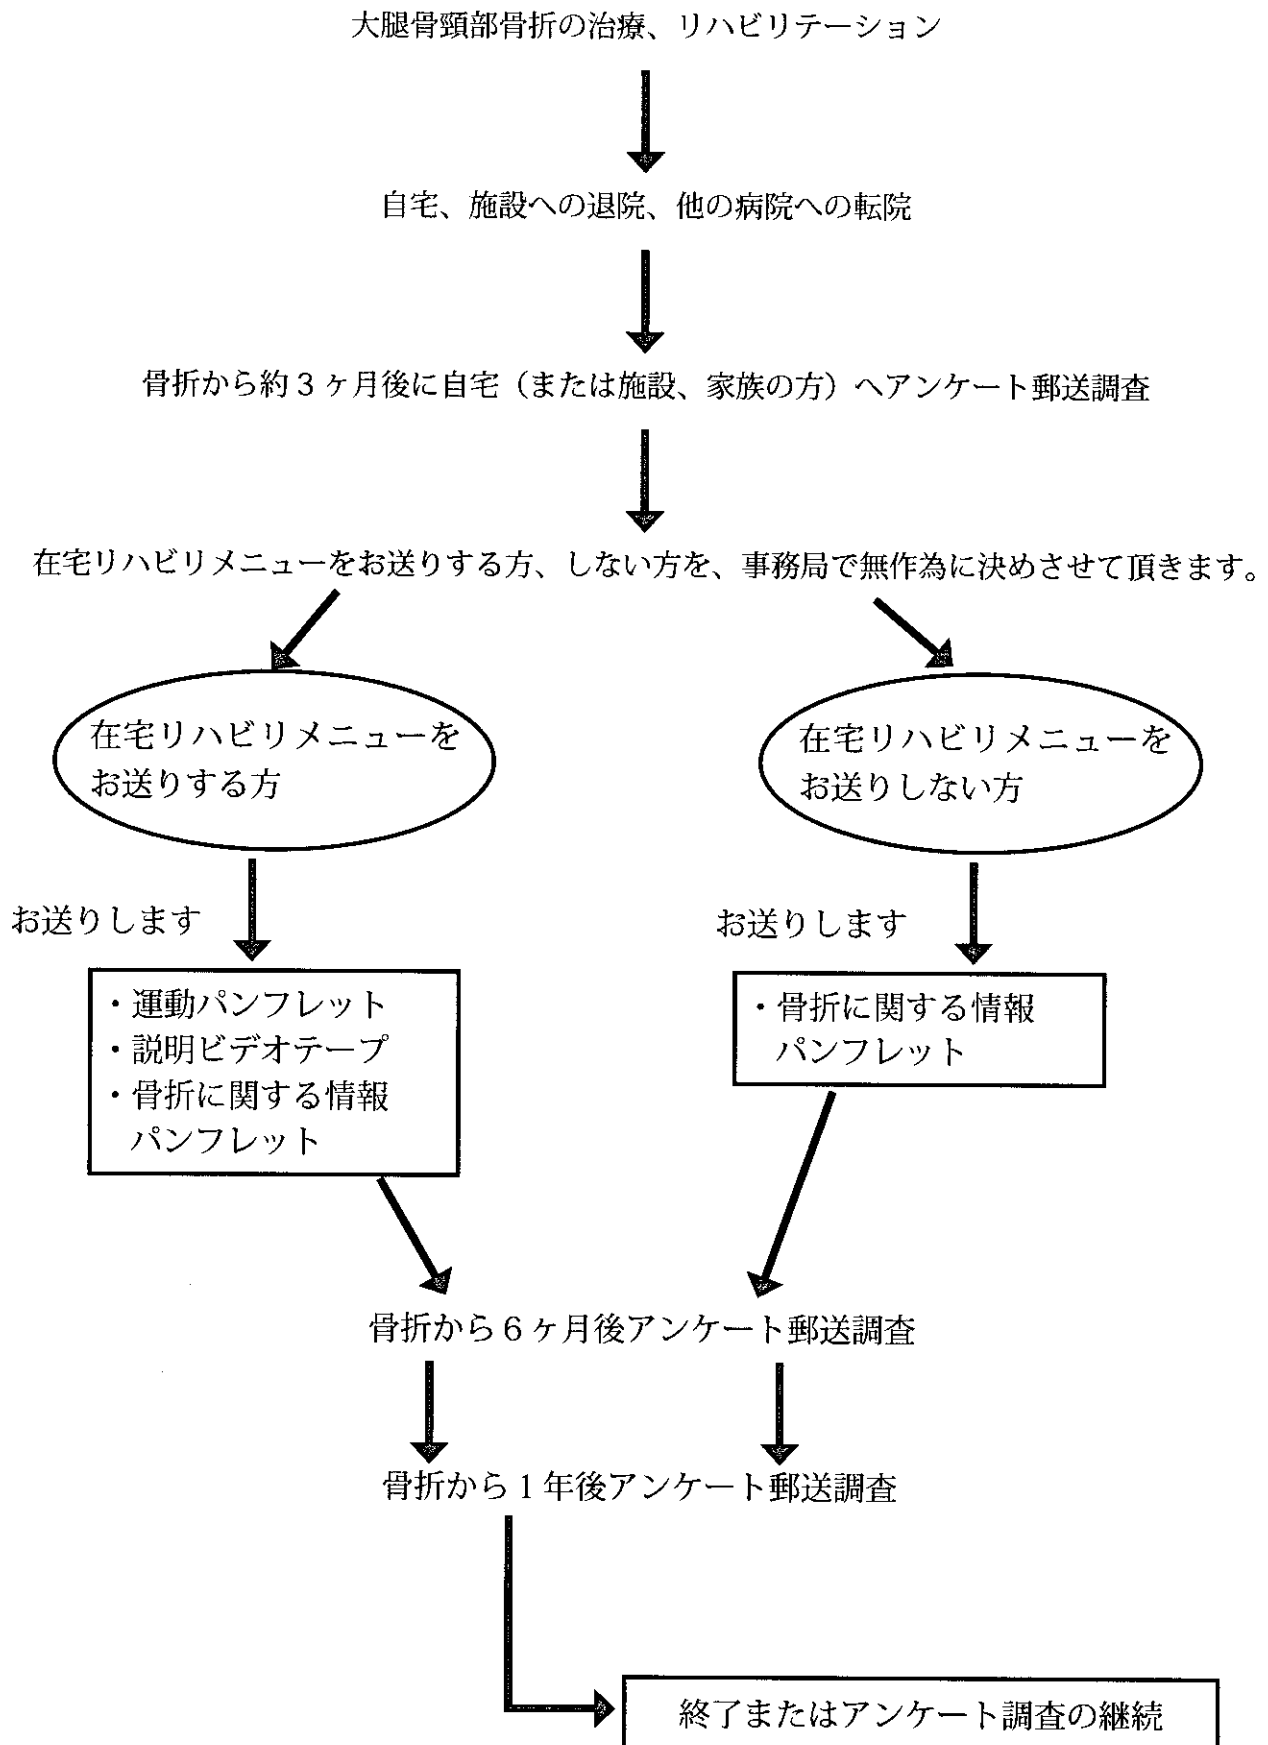 大腿骨頸部骨折の治療、リハビリテーション
自宅、施設への退院、他の病院への転院
骨折から約3ヶ月後に自宅（または施設、家族の方）へアンケート郵送調査
在宅リハビリメニューをお送りする方、しない方を、事務局で無作為に決めさせて頂きます。
在宅リハビリメニューを
お送りする方
在宅リハビリメニューを
お送りしない方
お送りします
お送りします
・運動パンフレット
・説明ビデオテープ
・骨折に関する情報
パンフレット
・骨折に関する情報
パンフレット
骨折から6ヶ月後アンケート郵送調査
骨折から1年後アンケート郵送調査
終了またはアンケート調査の継続